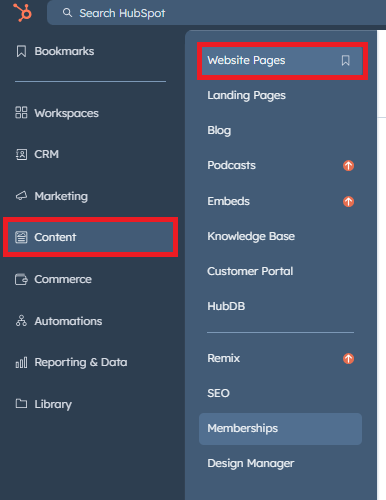 Search HubSpot
Bookmarks
Workspaces
CRM
Marketing
Content
Commerce
Automations
Reporting & Data
Library
Website Pages
Landing Pages
Blog
Podcasts
Embeds
Knowledge Base
Customer Portal
HubDB
Remix
SEO
Memberships
Design Manager